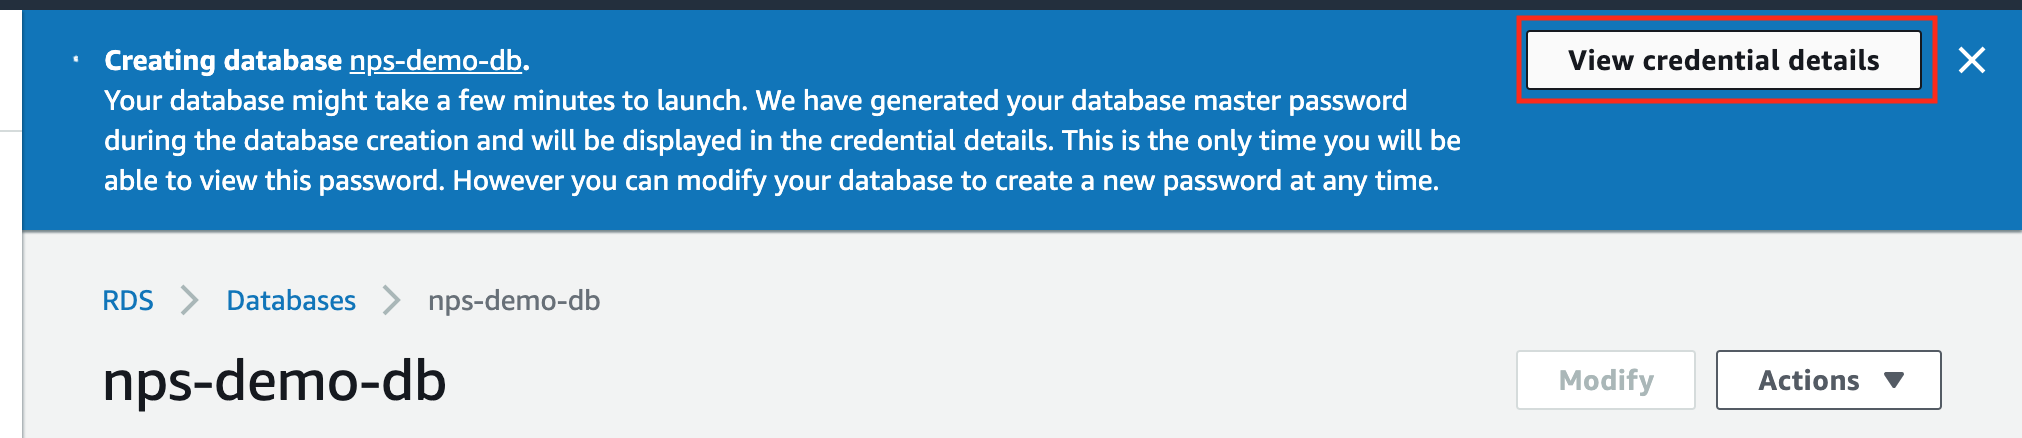 Creating database nps-demo-db.
View credential details
Your database might take a few minutes to launch. We have generated your database master password
during the database creation and will be displayed in the credential details. This is the only time you will be
able to view this password. However you can modify your database to create a new password at any time.
RDS > Databases > nps-demo-db
nps-demo-db
Modify
Actions